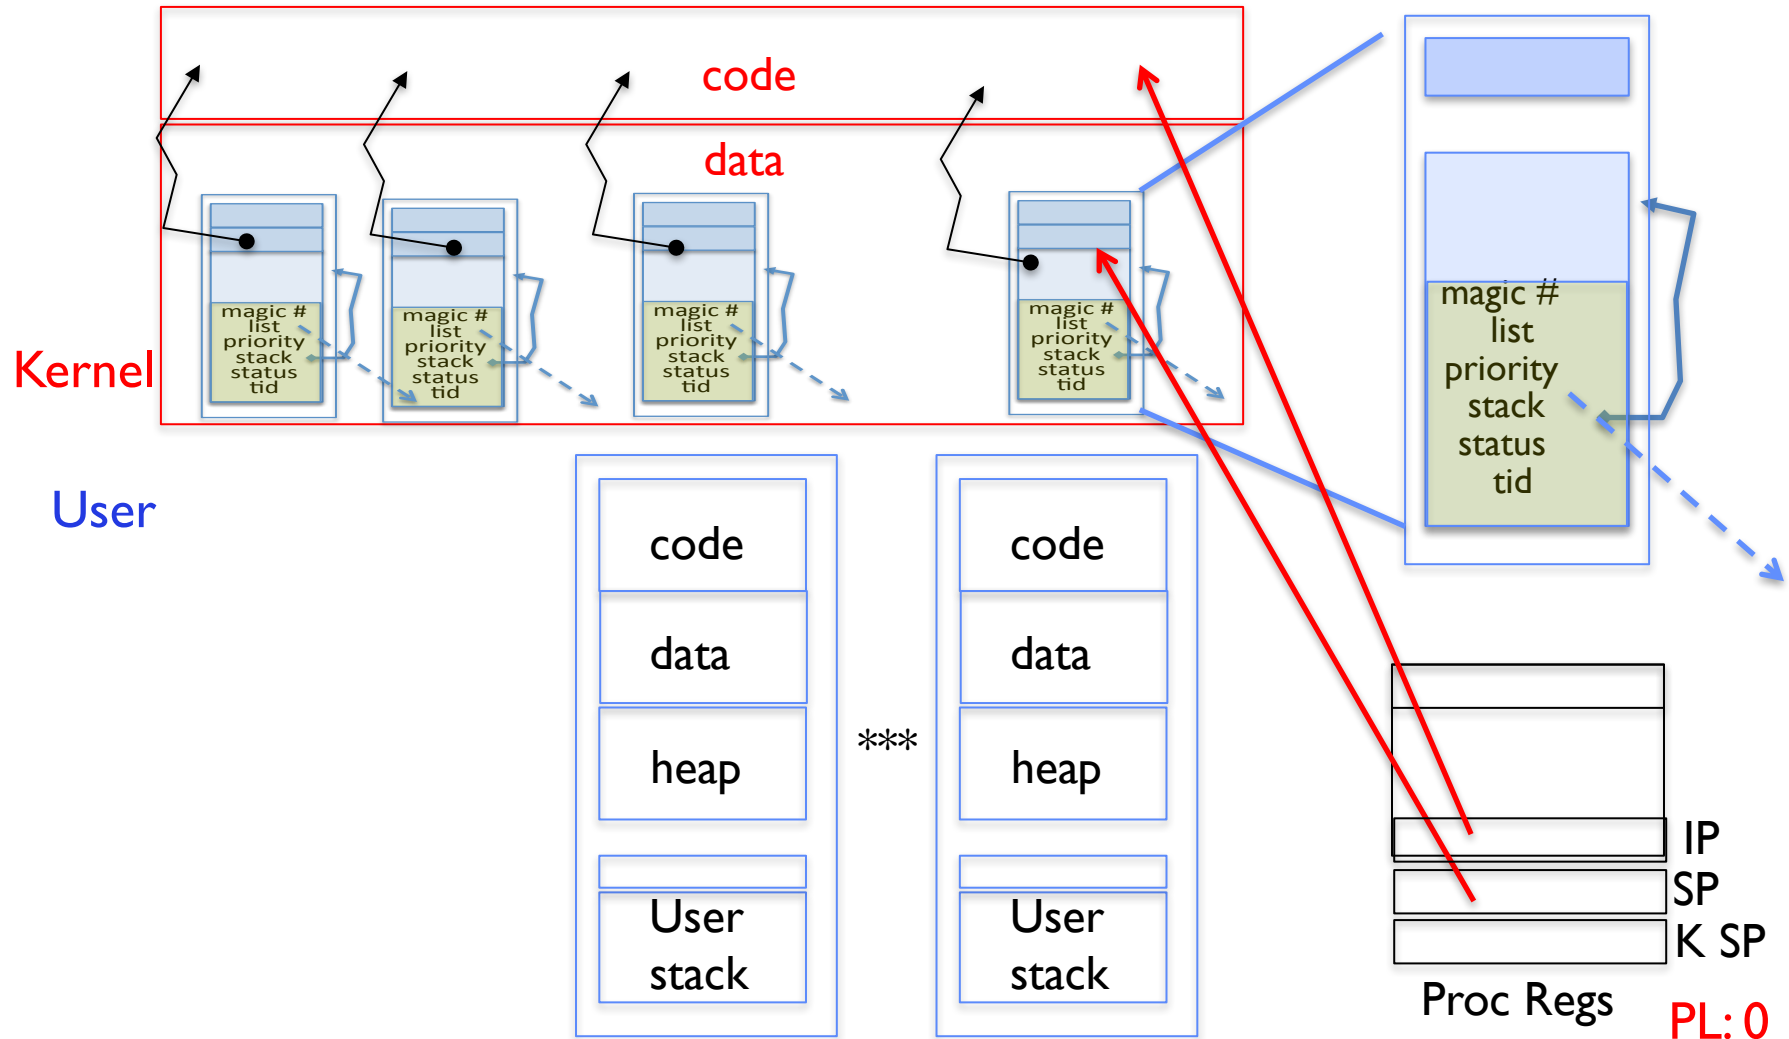 code
data
magic #
list
priority
stack
status
tid
magic #
list
priority
stack
status
tid
magic #
list
priority
stack
status
tid
magic #
list
priority
stack
status
tid
magic #
list
priority
stack
status
tid
Kernel
User
code
data
heap
User
stack
***
code
data
heap
User
stack
IP
SP
K SP
Proc Regs
PL: 0